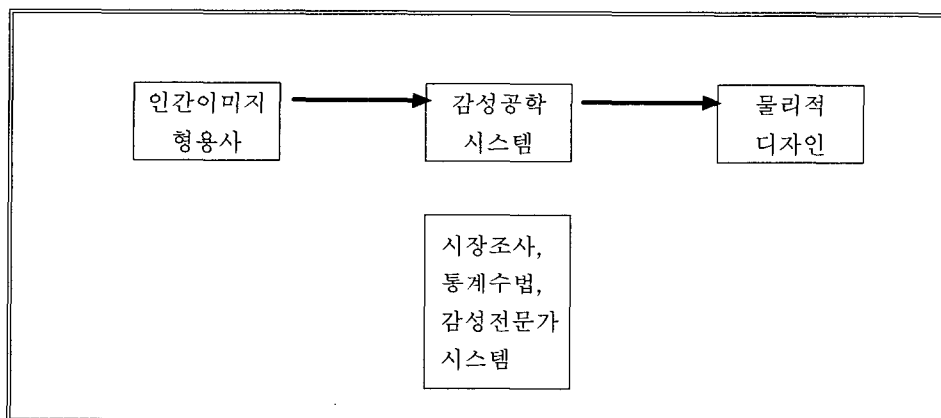 인간이미지
형용사
감성공학
시스템
물리적
디자인
시장조사,
통계수법,
감성전문가
시스템